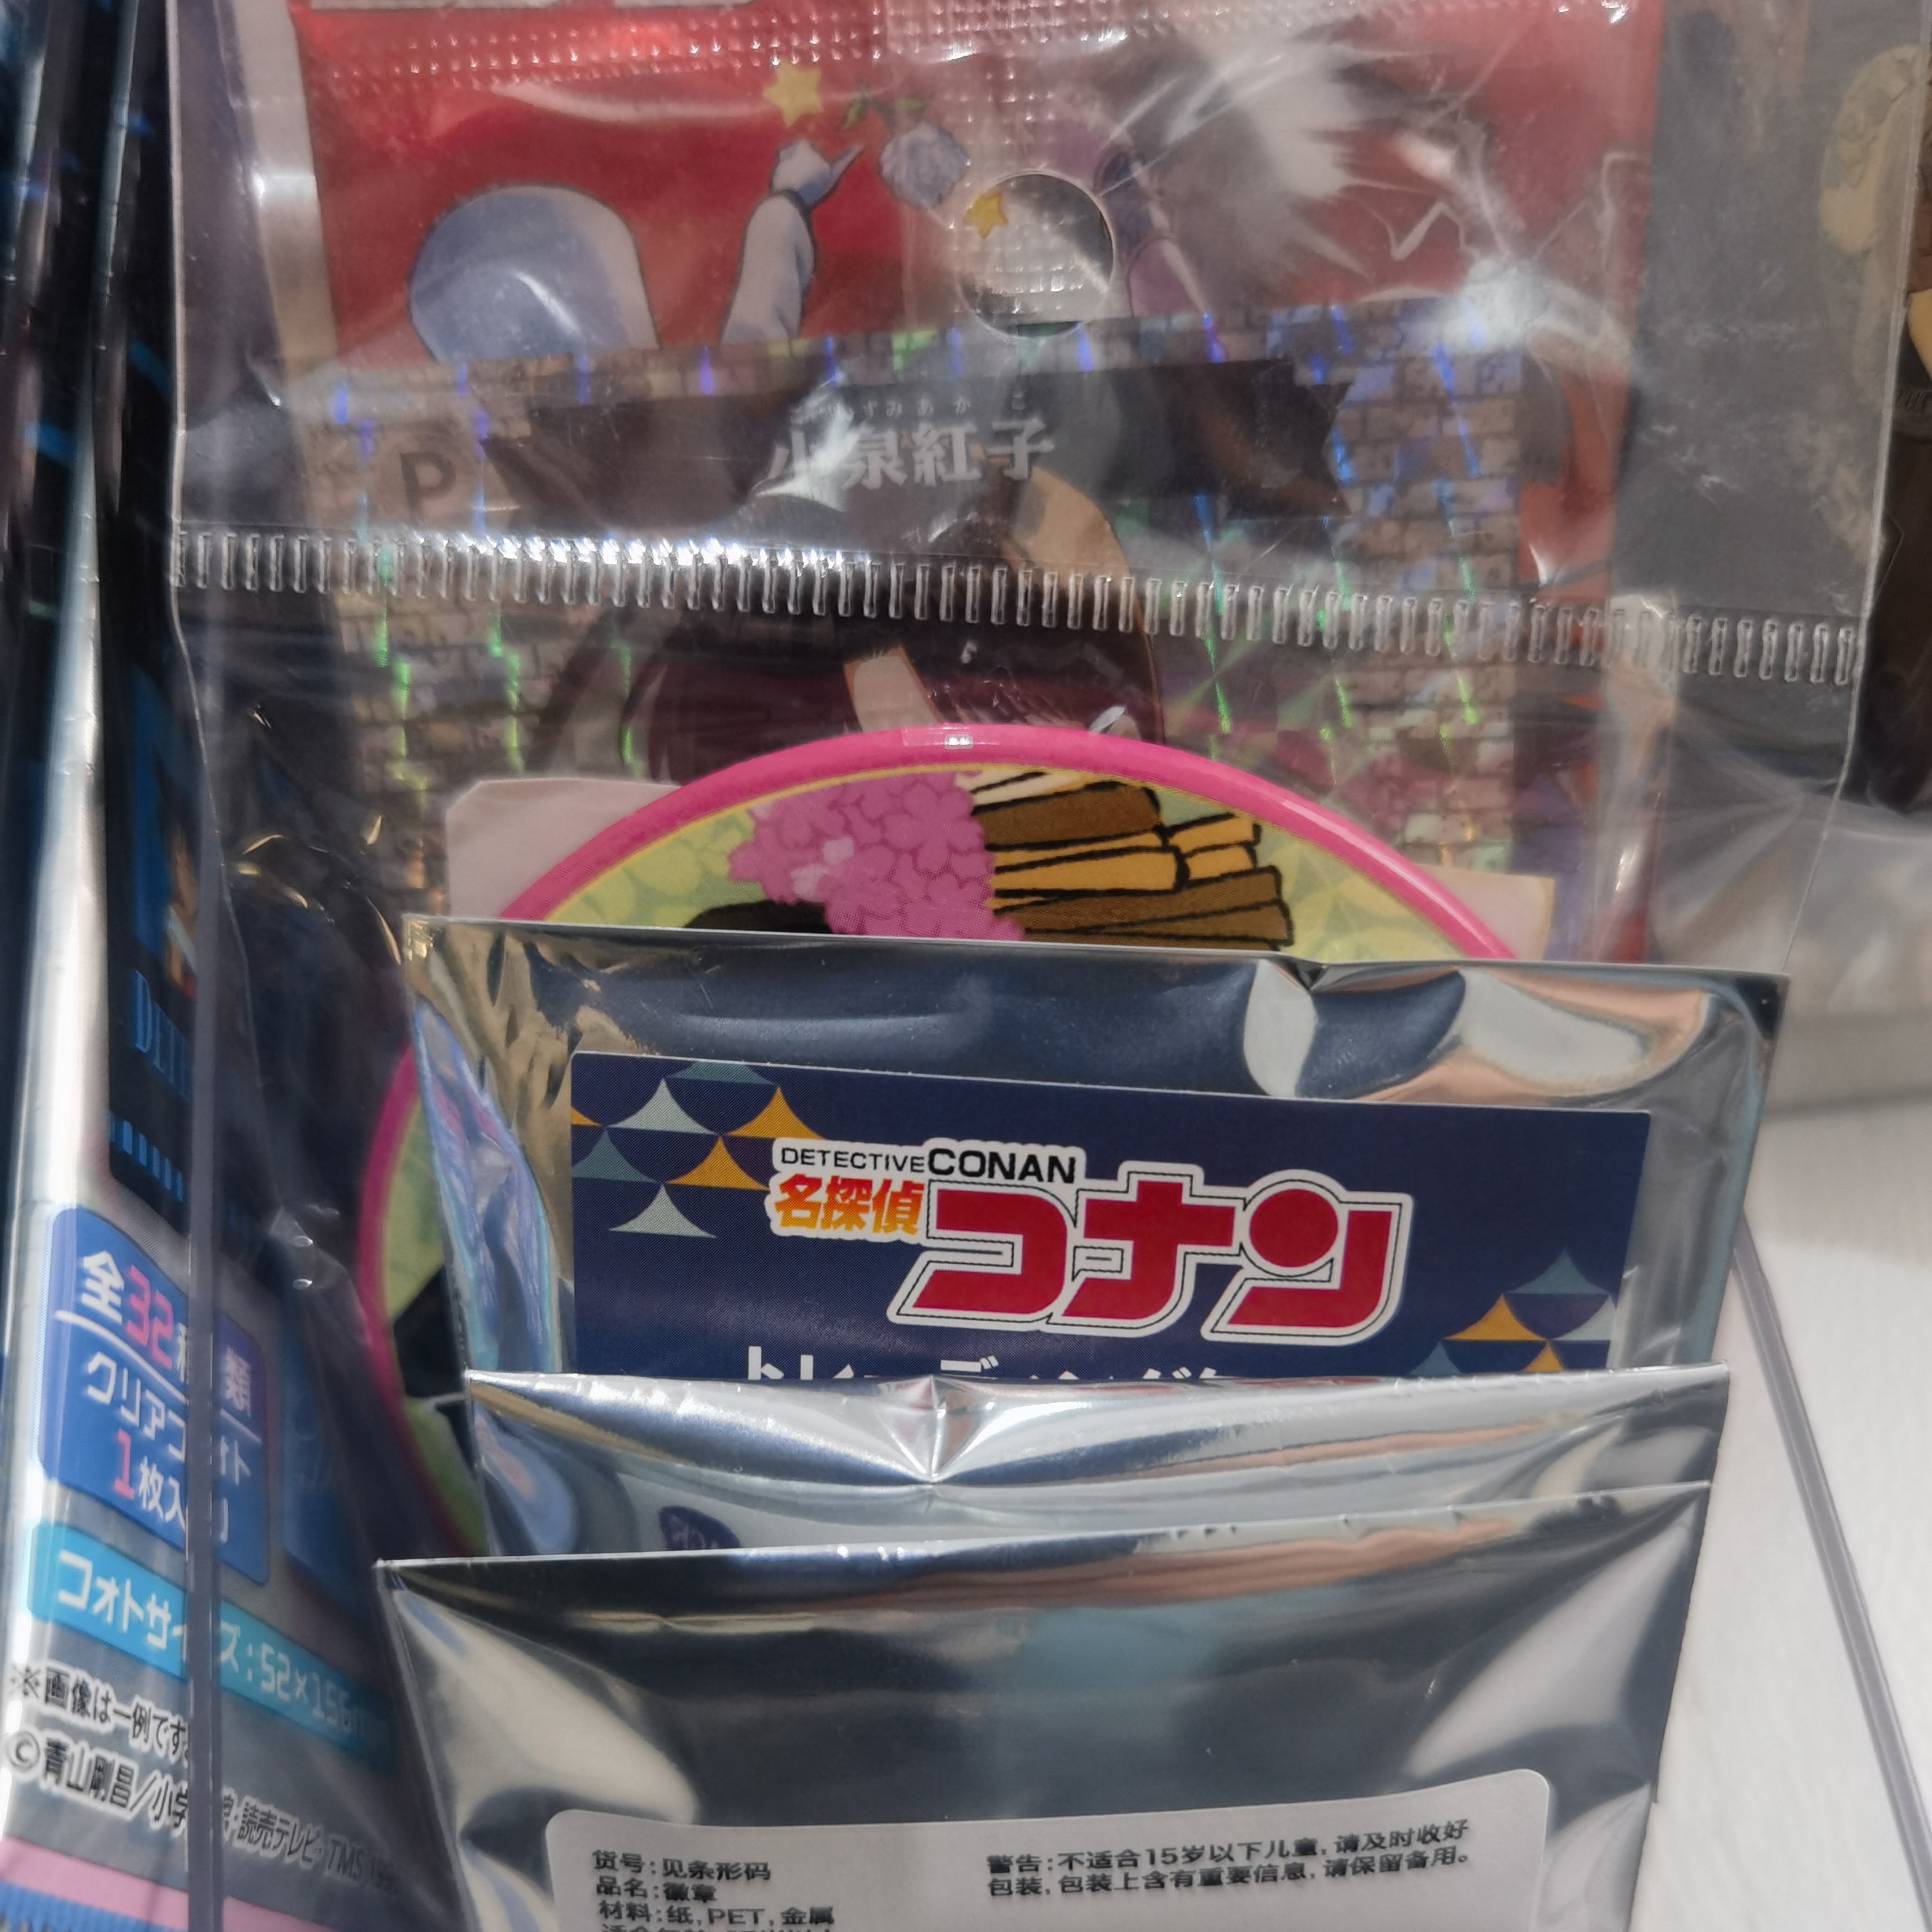 P
小泉紅子
DETECTIVE CONAN
名探偵
コナン
全32種類
クリアフォト
1枚入り
フォトサイズ:52×156
※画像は一例です
©青山剛昌/小学館・読売テレビ・TMS 199
货号:见条形码
品名:徽章
材料:纸,PET,金属
警告:不适合15岁以下儿童,请及时收好
包装,包装上含有重要信息,请保留备用。